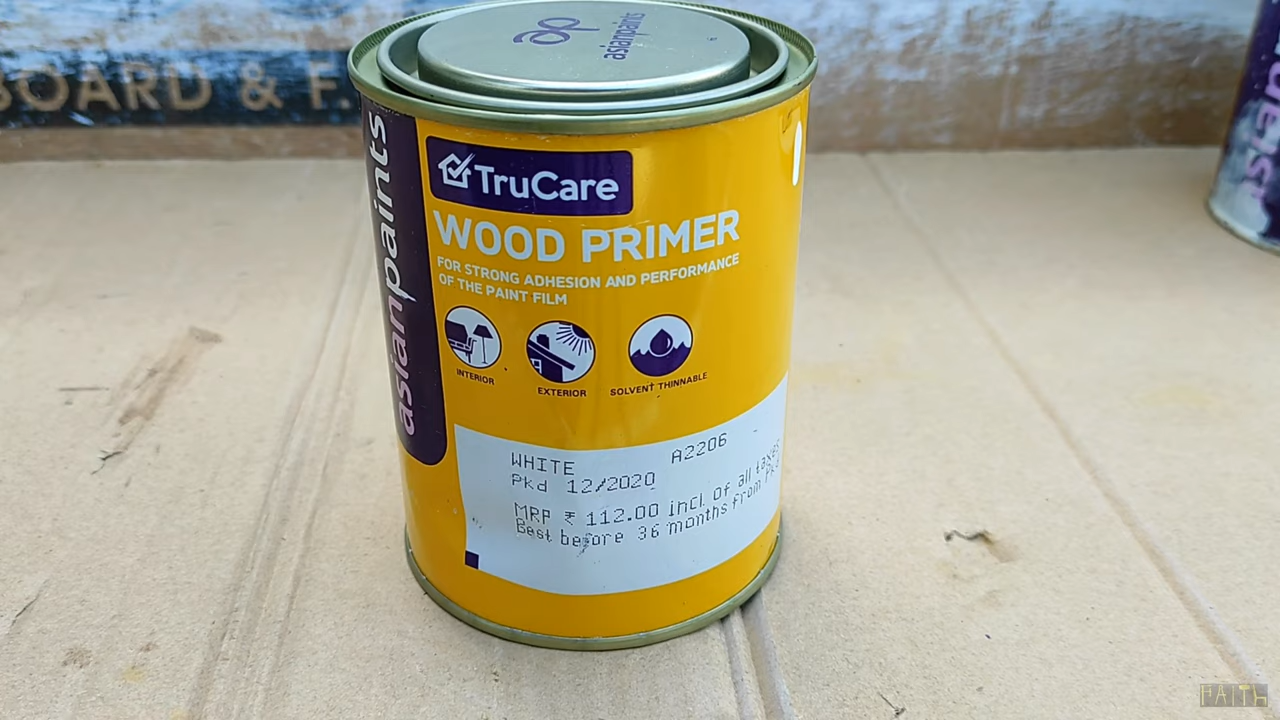 ap
asianpaints
BOARD & F.
asianpaints
TruCare
WOOD PRIMER
FOR STRONG ADHESION AND PERFORMANCE
OF THE PAINT FILM
INTERIOR
EXTERIOR
SOLVENT THINNABLE
WHITE A2206
Pkd 12/2020
MRP ₹ 112.00 incl. Of all taxes
Best before 36 months from Pkd
asian
FAITH